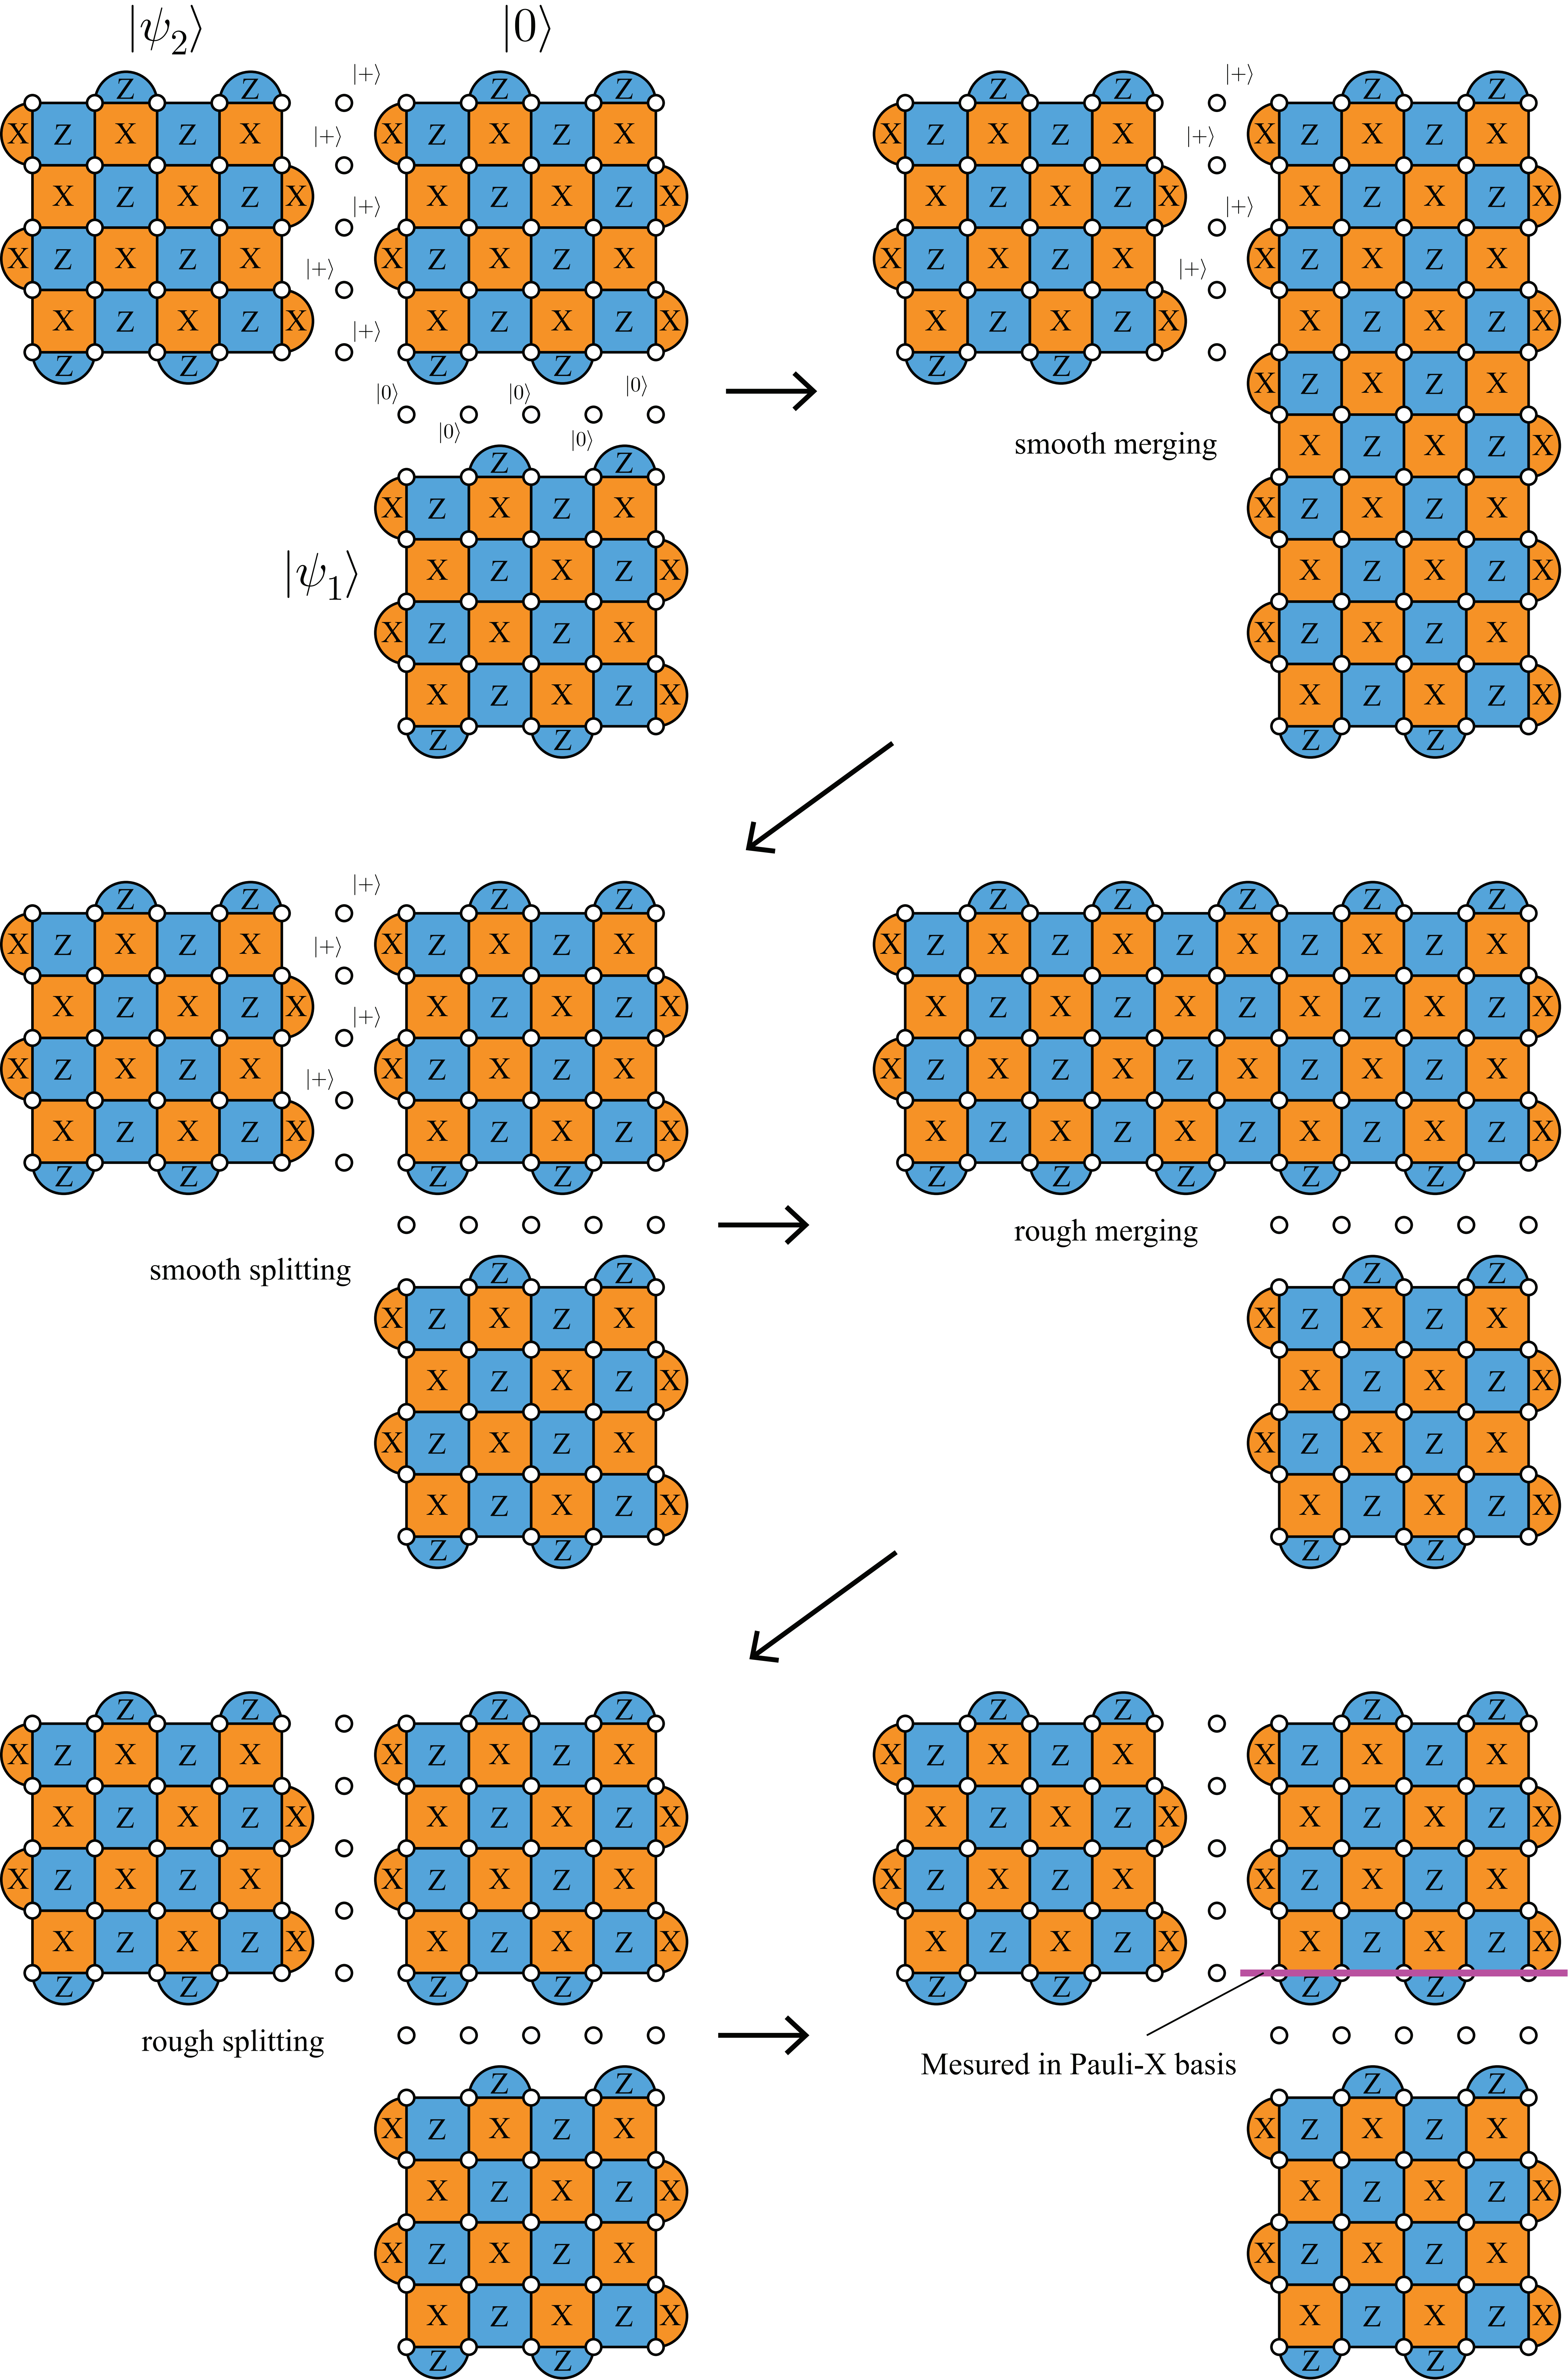 |ψ₂⟩ |0⟩
|+⟩ |+⟩
Z Z Z Z Z Z Z Z
X Z X Z X |+⟩ X Z X Z X X Z X Z X |+⟩ X Z X Z X
X Z X Z X X Z X Z X X Z X Z X X Z X Z X
|+⟩ |+⟩
X Z X Z X |+⟩ X Z X Z X X Z X Z X |+⟩ X Z X Z X
X Z X Z X |+⟩ X Z X Z X X Z X Z X X Z X Z X
Z Z Z Z Z Z
|0⟩ |0⟩ |0⟩ X Z X Z X
|0⟩ |0⟩ smooth merging X Z X Z X
Z Z
X Z X Z X X Z X Z X
|ψ₁⟩ X Z X Z X X Z X Z X
X Z X Z X X Z X Z X
X Z X Z X X Z X Z X
Z Z Z Z
|+⟩
Z Z Z Z Z Z Z Z Z
X Z X Z X |+⟩ X Z X Z X X Z X Z X Z X Z X Z X
X Z X Z X |+⟩ X Z X Z X X Z X Z X Z X Z X Z X
X Z X Z X |+⟩ X Z X Z X X Z X Z X Z X Z X Z X
X Z X Z X X Z X Z X X Z X Z X Z X Z X Z X
Z Z Z Z Z Z Z Z Z
rough merging
smooth splitting Z Z Z Z
X Z X Z X X Z X Z X
X Z X Z X X Z X Z X
X Z X Z X X Z X Z X
X Z X Z X X Z X Z X
Z Z Z Z
Z Z Z Z Z Z Z Z
X Z X Z X X Z X Z X X Z X Z X X Z X Z X
X Z X Z X X Z X Z X X Z X Z X X Z X Z X
X Z X Z X X Z X Z X X Z X Z X X Z X Z X
X Z X Z X X Z X Z X X Z X Z X X Z X Z X
Z Z Z Z Z Z Z Z
rough splitting
Mesured in Pauli-X basis
Z Z Z Z
X Z X Z X X Z X Z X
X Z X Z X X Z X Z X
X Z X Z X X Z X Z X
X Z X Z X X Z X Z X
Z Z Z Z